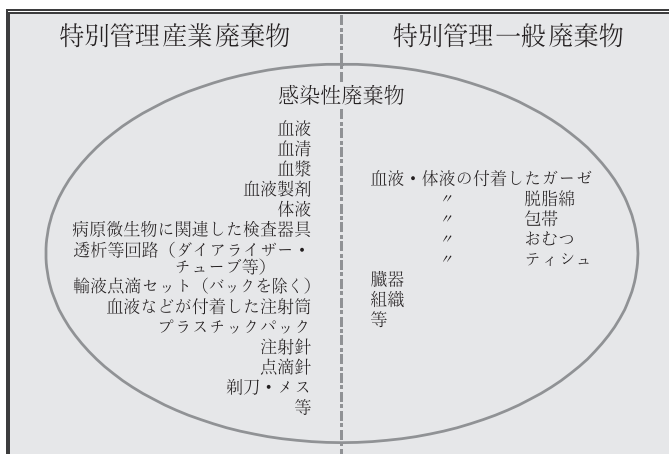 特別管理産業廃棄物
特別管理一般廃棄物
感染性廃棄物
血液
血清
血漿
血液製剤
体液
病原微生物に関連した検査器具
透析等回路（ダイアライザー・
チューブ等）
輸液点滴セット（バックを除く）
血液などが付着した注射筒
プラスチックパック
注射針
点滴針
剃刀・メス
等
血液・体液の付着したガーゼ
〃 脱脂綿
〃 包帯
〃 おむつ
〃 ティシュ
臓器
組織
等